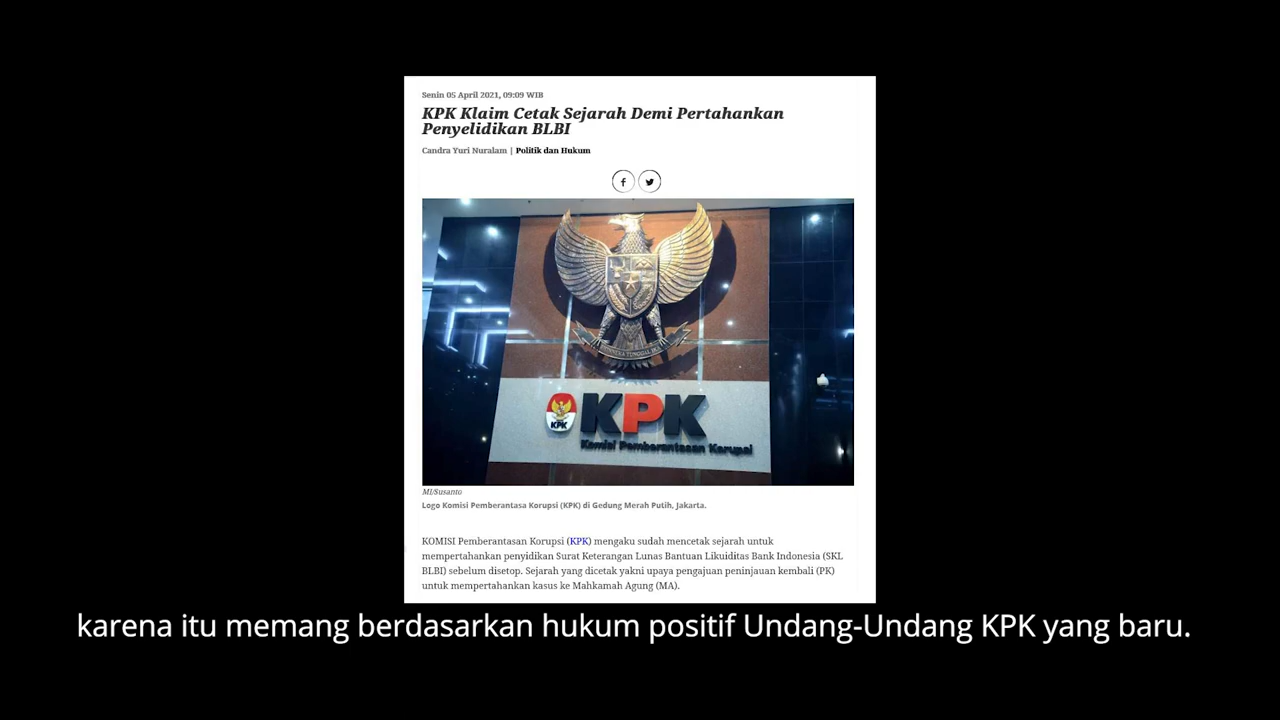 Senin 05 April 2021, 09:09 WIB
KPK Klaim Cetak Sejarah Demi Pertahankan
Penyelidikan BLBI
Candra Yuri Nuralam | Politik dan Hukum
BHINNEKA TUNGGAL IKA
KPK
KPK
Komisi Pemberantasan Korupsi
MI/Susanto
Logo Komisi Pemberantasa Korupsi (KPK) di Gedung Merah Putih, Jakarta.
KOMISI Pemberantasan Korupsi (KPK) mengaku sudah mencetak sejarah untuk
mempertahankan penyidikan Surat Keterangan Lunas Bantuan Likuiditas Bank Indonesia (SKL
BLBI) sebelum disetop. Sejarah yang dicetak yakni upaya pengajuan peninjauan kembali (PK)
untuk mempertahankan kasus ke Mahkamah Agung (MA).
karena itu memang berdasarkan hukum positif Undang-Undang KPK yang baru.